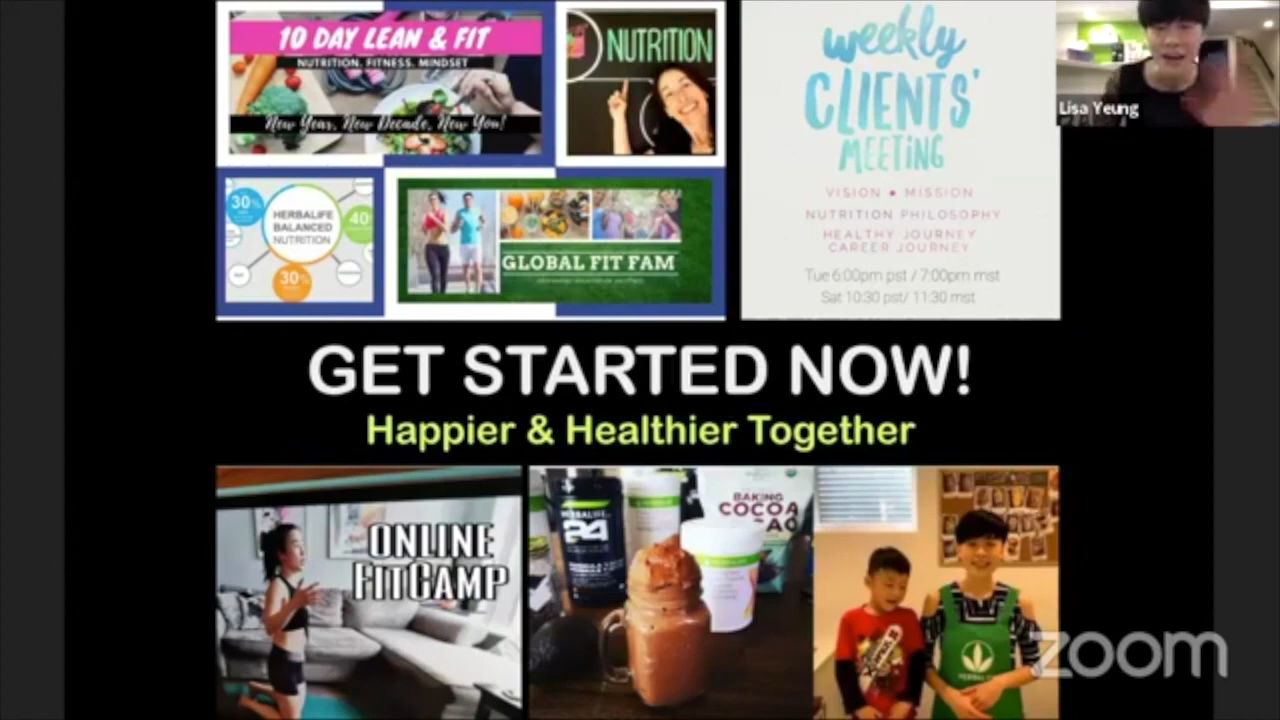 10 DAY LEAN & FIT
NUTRITION. FITNESS. MINDSET
New Year, New Decade, New You!
NUTRITION
weekly
CLIENTS'
MEETING
VISION • MISSION
NUTRITION PHILOSOPHY
HEALTHY JOURNEY
CAREER JOURNEY
Tue 6:00pm pst / 7:00pm mst
Sat 10:30 pst/ 11:30 mst
Lisa Yeung
30%
HERBALIFE
BALANCED
NUTRITION
40
30%
GLOBAL FIT FAM
GET STARTED NOW!
Happier & Healthier Together
ONLINE
FITCAMP
HERBALIFE
24
BAKING
COCOA
zoom